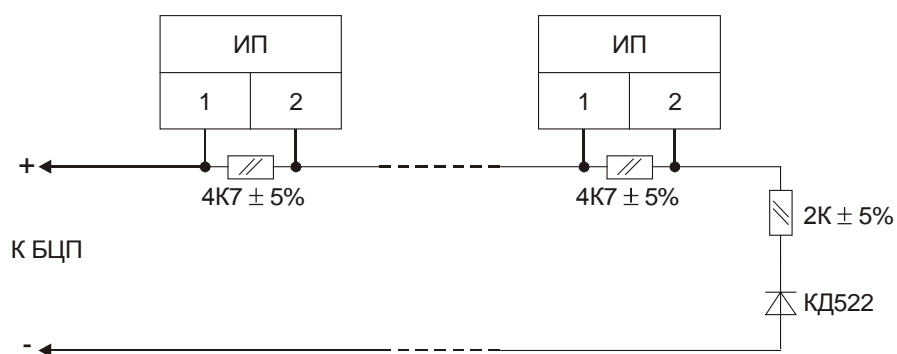 ИП
ИП
1 2
1 2
+
4К7 ± 5%
4К7 ± 5%
2К ± 5%
К БЦП
КД522
-